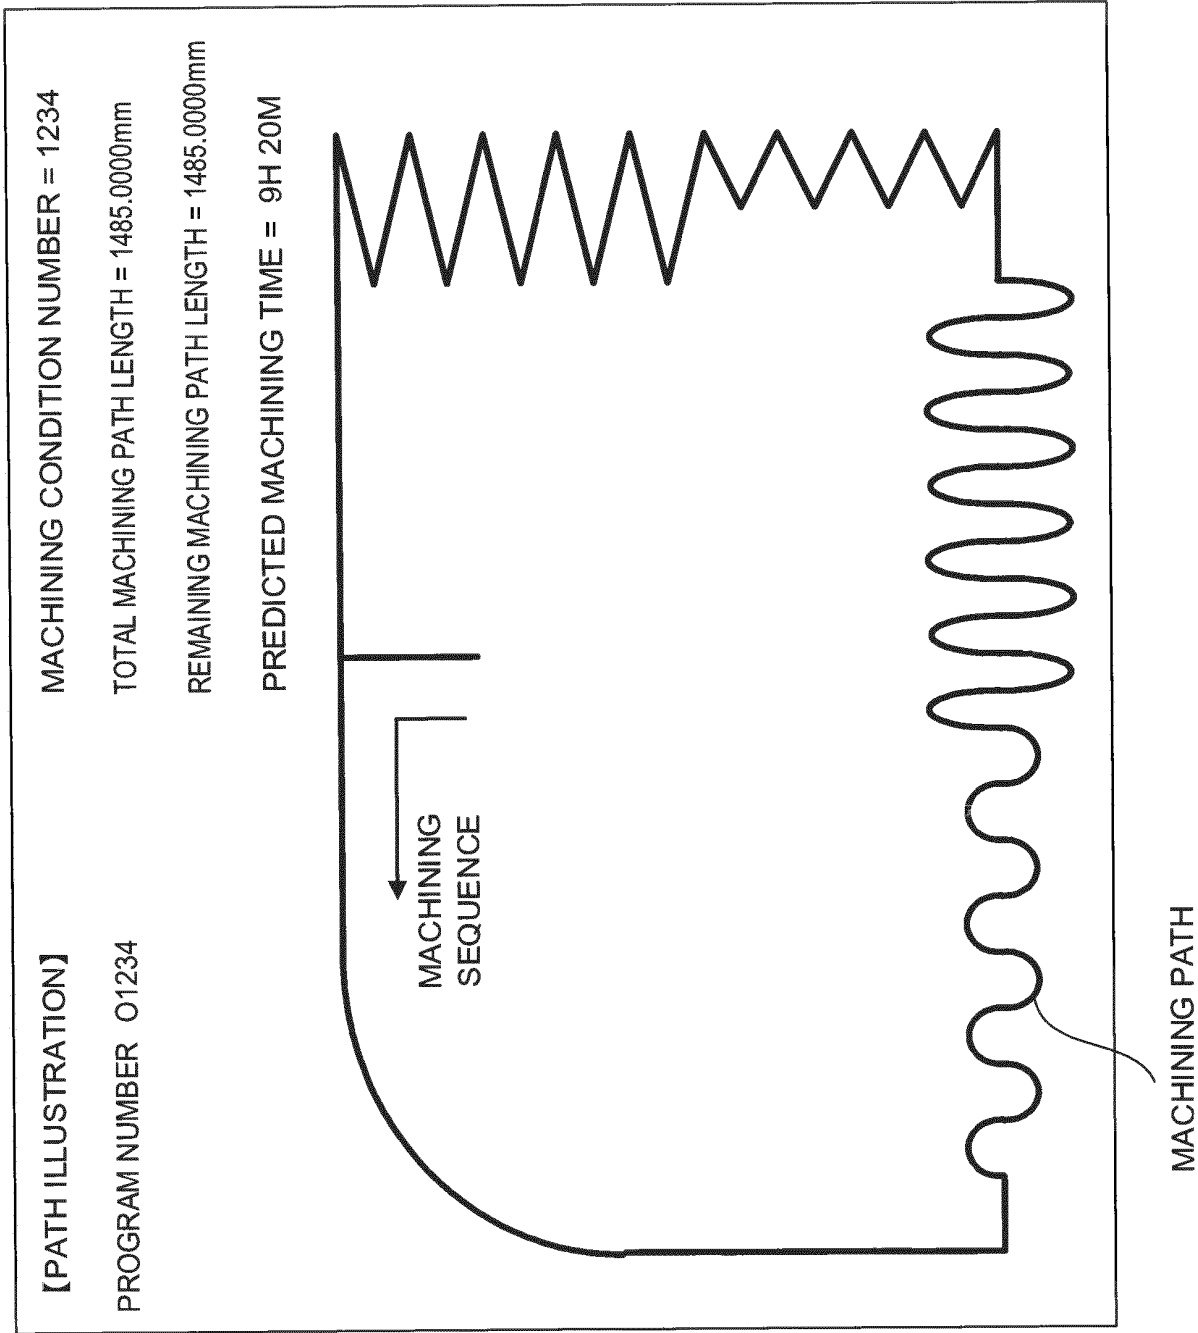 【PATH ILLUSTRATION】
PROGRAM NUMBER O1234
MACHINING CONDITION NUMBER = 1234
TOTAL MACHINING PATH LENGTH = 1485.0000mm
REMAINING MACHINING PATH LENGTH = 1485.0000mm
PREDICTED MACHINING TIME = 9H 20M
MACHINING
SEQUENCE
MACHINING PATH